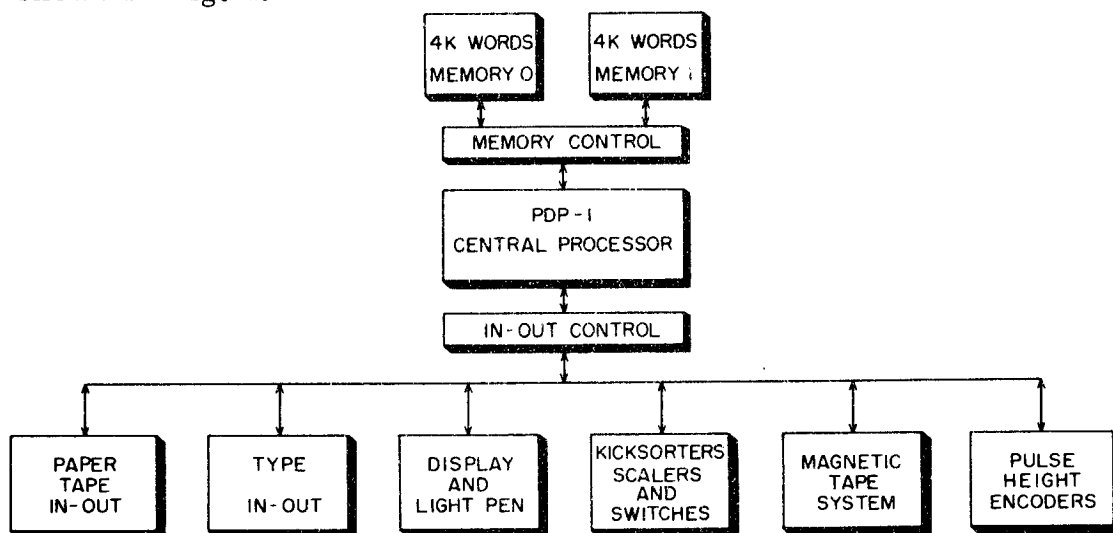 4K WORDS
MEMORY 0
4K WORDS
MEMORY 1
MEMORY CONTROL
PDP-1
CENTRAL PROCESSOR
IN-OUT CONTROL
PAPER
TAPE
IN-OUT
TYPE
IN-OUT
DISPLAY
AND
LIGHT PEN
KICKSORTERS
SCALERS
AND
SWITCHES
MAGNETIC
TAPE
SYSTEM
PULSE
HEIGHT
ENCODERS